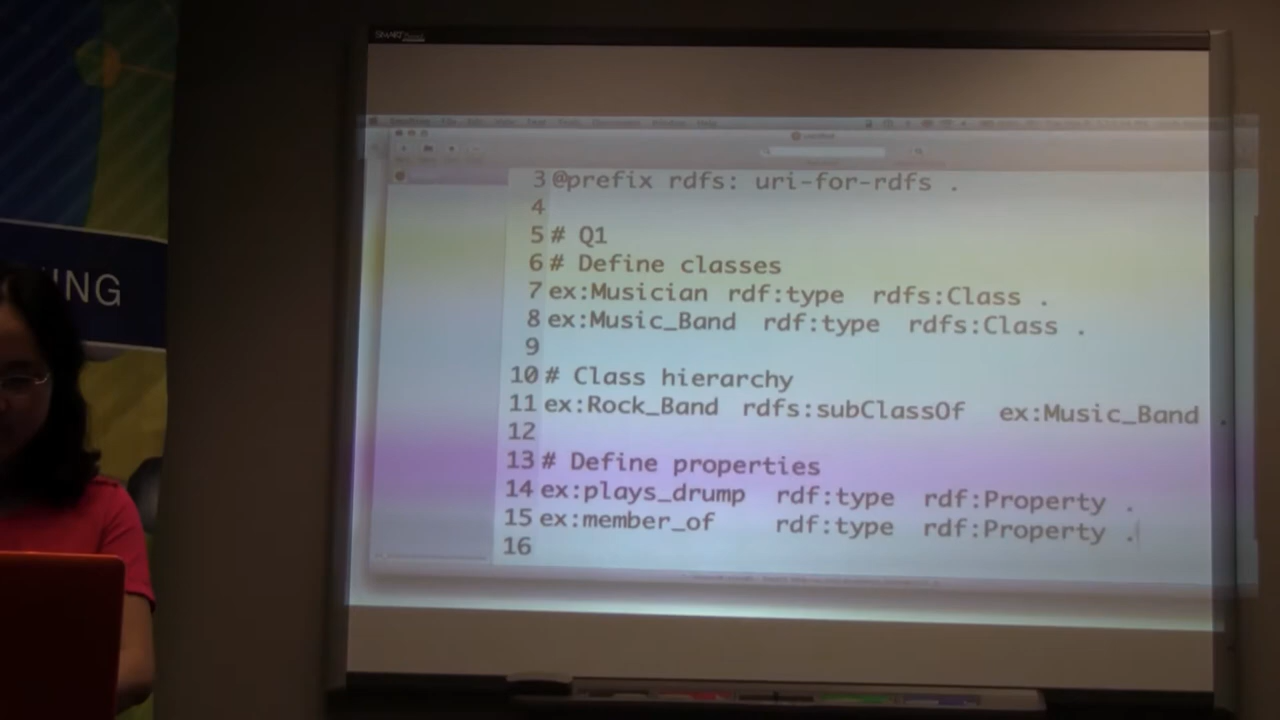 SMART
3 @prefix rdfs: uri-for-rdfs .
4
5 # Q1
6 # Define classes
7 ex:Musician rdf:type rdfs:Class .
8 ex:Music_Band rdf:type rdfs:Class .
9
10 # Class hierarchy
11 ex:Rock_Band rdfs:subClassOf ex:Music_Band .
12
13 # Define properties
14 ex:plays_drump rdf:type rdf:Property .
15 ex:member_of rdf:type rdf:Property .
16
NG